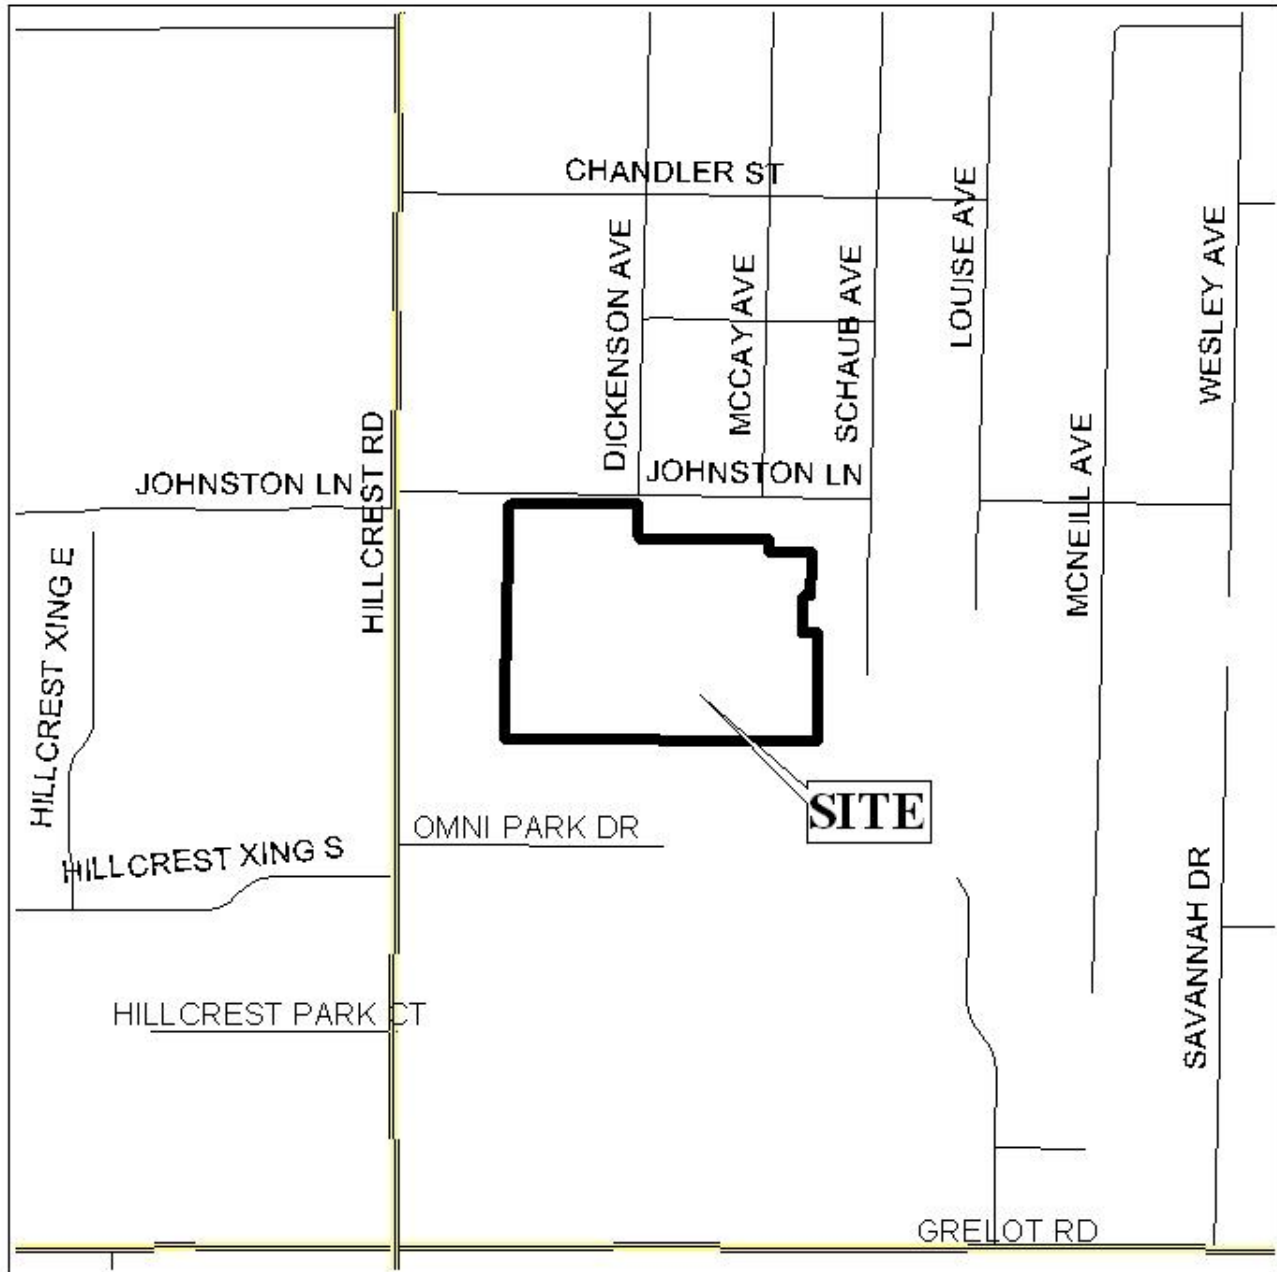 CHANDLER ST
DICKENSON AVE
MCCAY AVE
SCHAUB AVE
LOUISE AVE
WESLEY AVE
JOHNSTON LN
HILLCREST RD
JOHNSTON LN
MCNEILL AVE
HILLCREST XING E
SITE
OMNI PARK DR
HILLCREST XING S
SAVANNAH DR
HILLCREST PARK CT
GRELOT RD